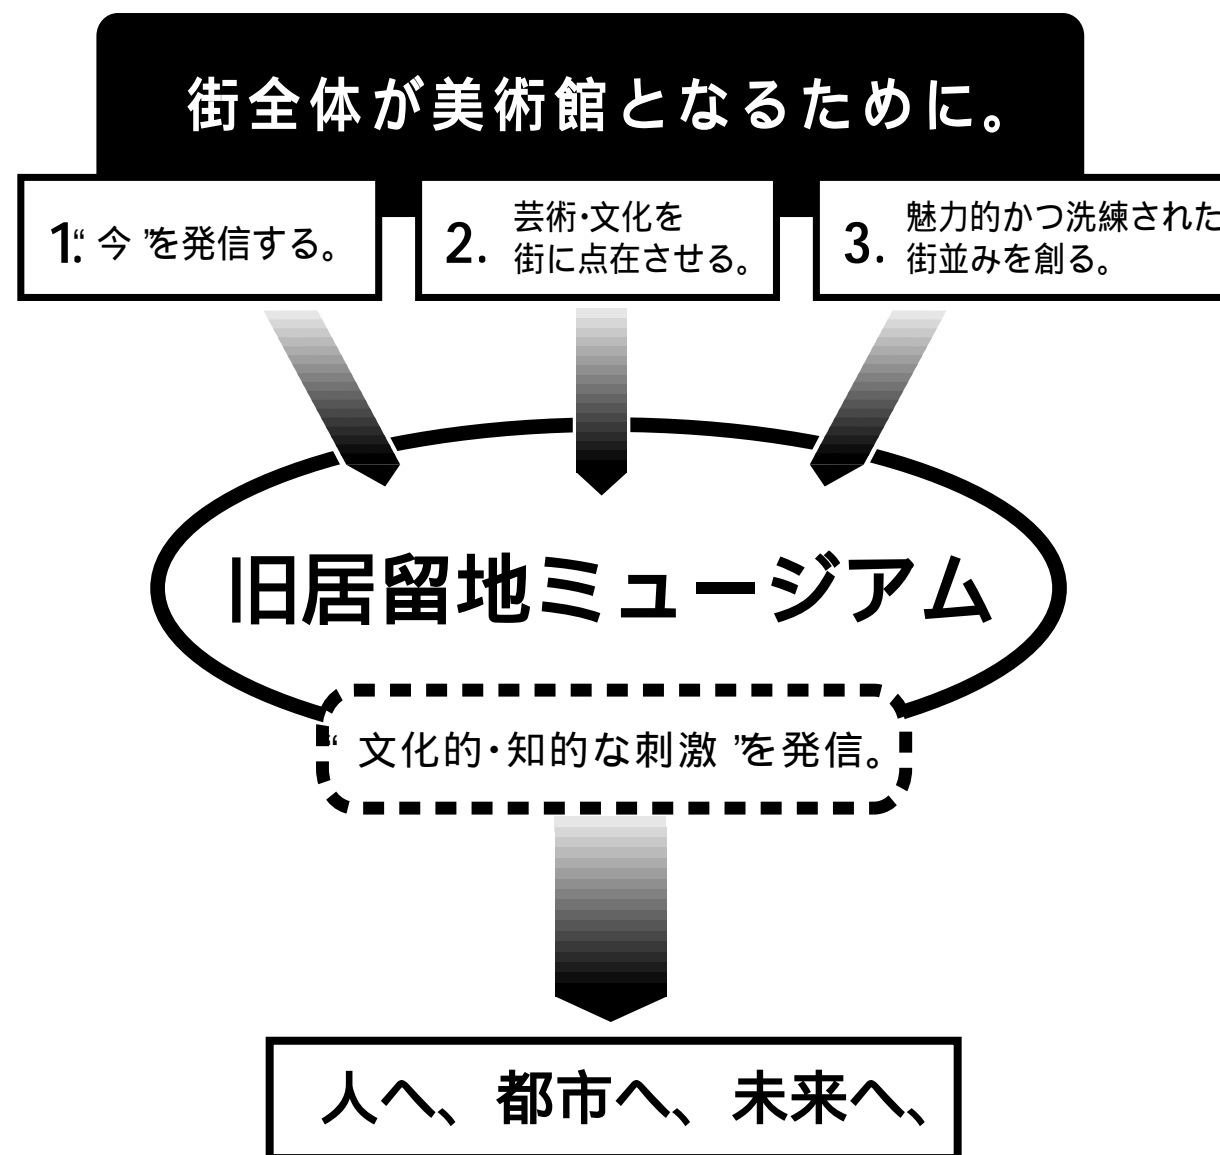 街全体が美術館となるために。
1.“今”を発信する。
2. 芸術・文化を
街に点在させる。
3. 魅力的かつ洗練された
街並みを創る。
旧居留地ミュージアム
“文化的・知的な刺激”を発信。
人へ、都市へ、未来へ、